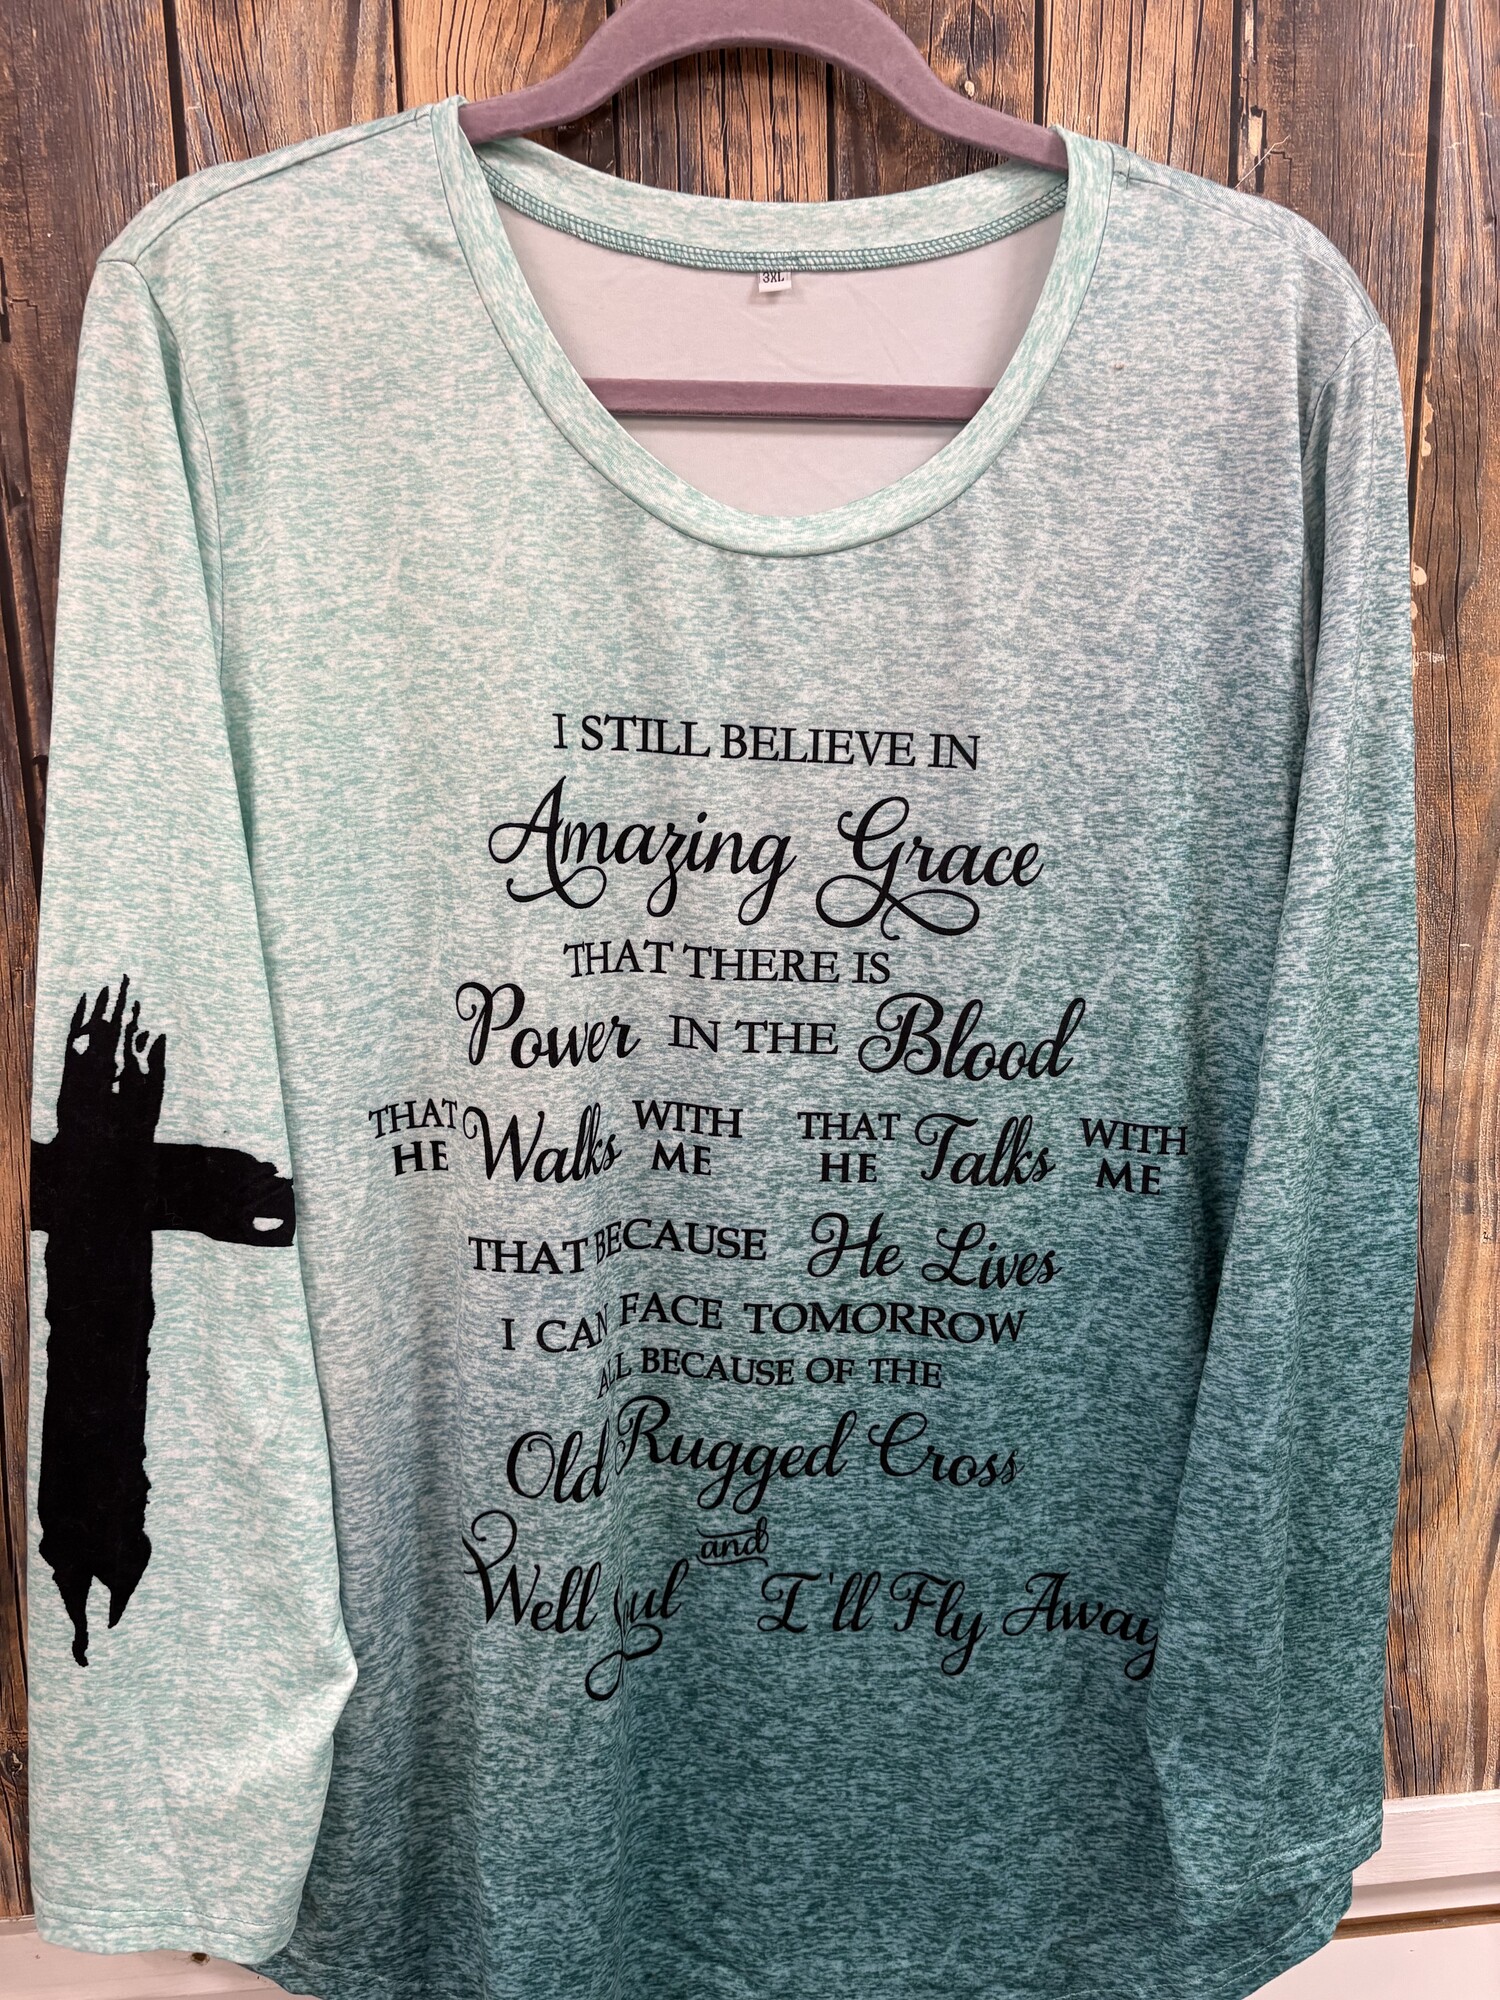 3XL
I STILL BELIEVE IN
Amazing Grace
THAT THERE IS
Power IN THE Blood
THAT HE Walks WITH ME THAT HE Talks WITH ME
THAT BECAUSE He Lives
I CAN FACE TOMORROW
ALL BECAUSE OF THE
Old Rugged Cross
Well Soul and I'll Fly Away